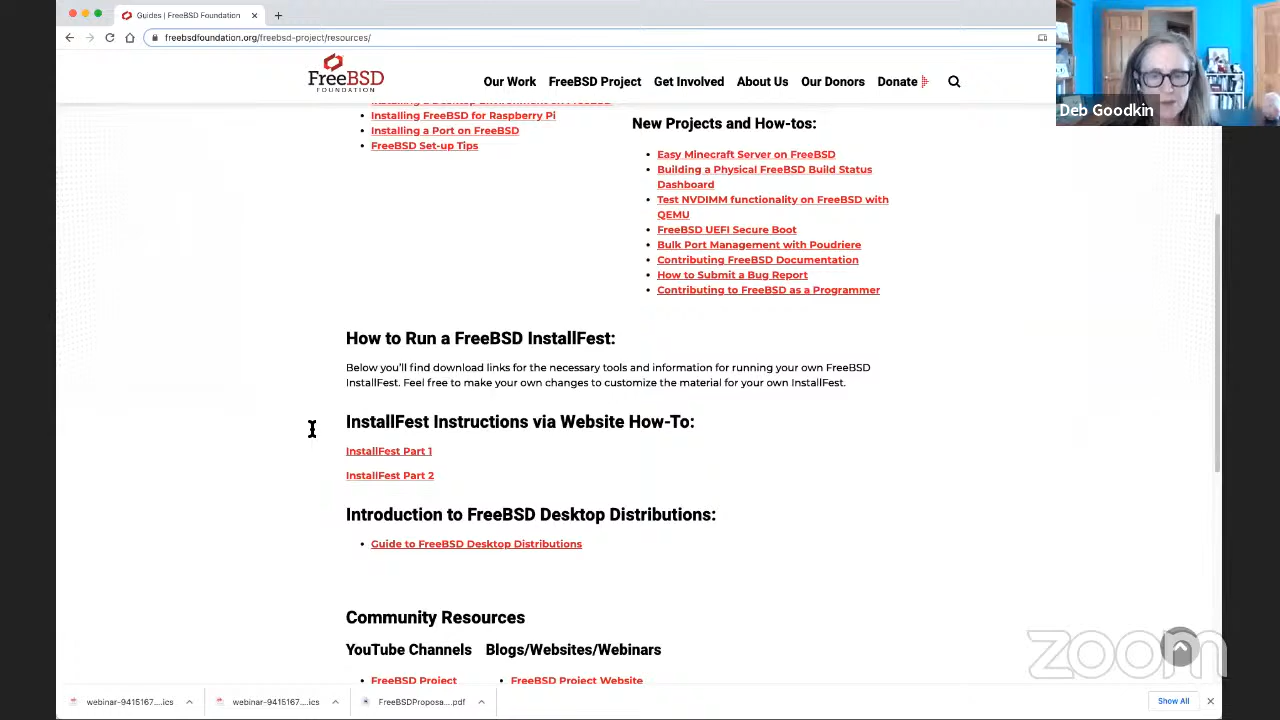 Guides | FreeBSD Foundation
freebsdfoundation.org/freebsd-project/resources/
Deb Goodkin
FreeBSD
FOUNDATION
Our Work
FreeBSD Project
Get Involved
About Us
Our Donors
Donate
Installing a Desktop Environment on FreeBSD
Installing FreeBSD for Raspberry Pi
Installing a Port on FreeBSD
FreeBSD Set-up Tips
New Projects and How-tos:
Easy Minecraft Server on FreeBSD
Building a Physical FreeBSD Build Status
Dashboard
Test NVDIMM functionality on FreeBSD with
QEMU
FreeBSD UEFI Secure Boot
Bulk Port Management with Poudriere
Contributing FreeBSD Documentation
How to Submit a Bug Report
Contributing to FreeBSD as a Programmer
How to Run a FreeBSD InstallFest:
Below you'll find download links for the necessary tools and information for running your own FreeBSD
InstallFest. Feel free to make your own changes to customize the material for your own InstallFest.
InstallFest Instructions via Website How-To:
InstallFest Part 1
InstallFest Part 2
Introduction to FreeBSD Desktop Distributions:
Guide to FreeBSD Desktop Distributions
Community Resources
YouTube Channels
Blogs/Websites/Webinars
FreeBSD Project
FreeBSD Project Website
zoom
webinar-9415167....ics
webinar-9415167....ics
FreeBSDProposa....pdf
Show All